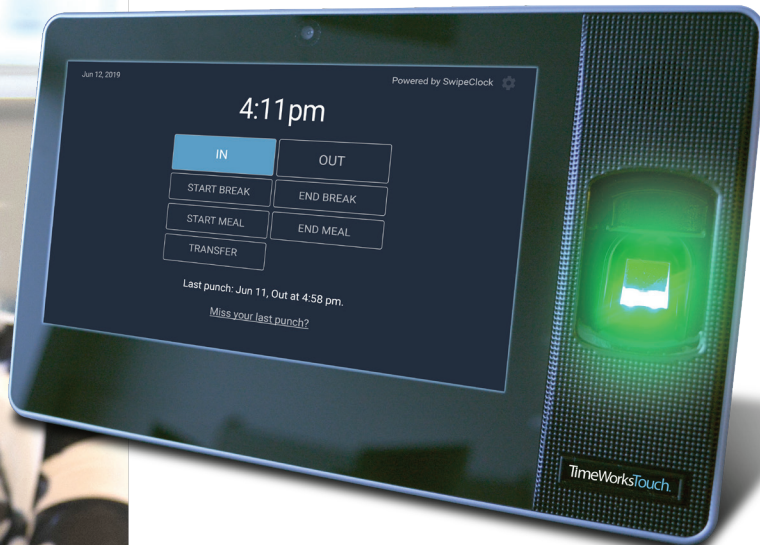 Jun 12, 2019
Powered by SwipeClock
4:11pm
IN
OUT
START BREAK
END BREAK
START MEAL
END MEAL
TRANSFER
Last punch: Jun 11, Out at 4:58 pm.
Miss your last punch?
TimeWorksTouch.